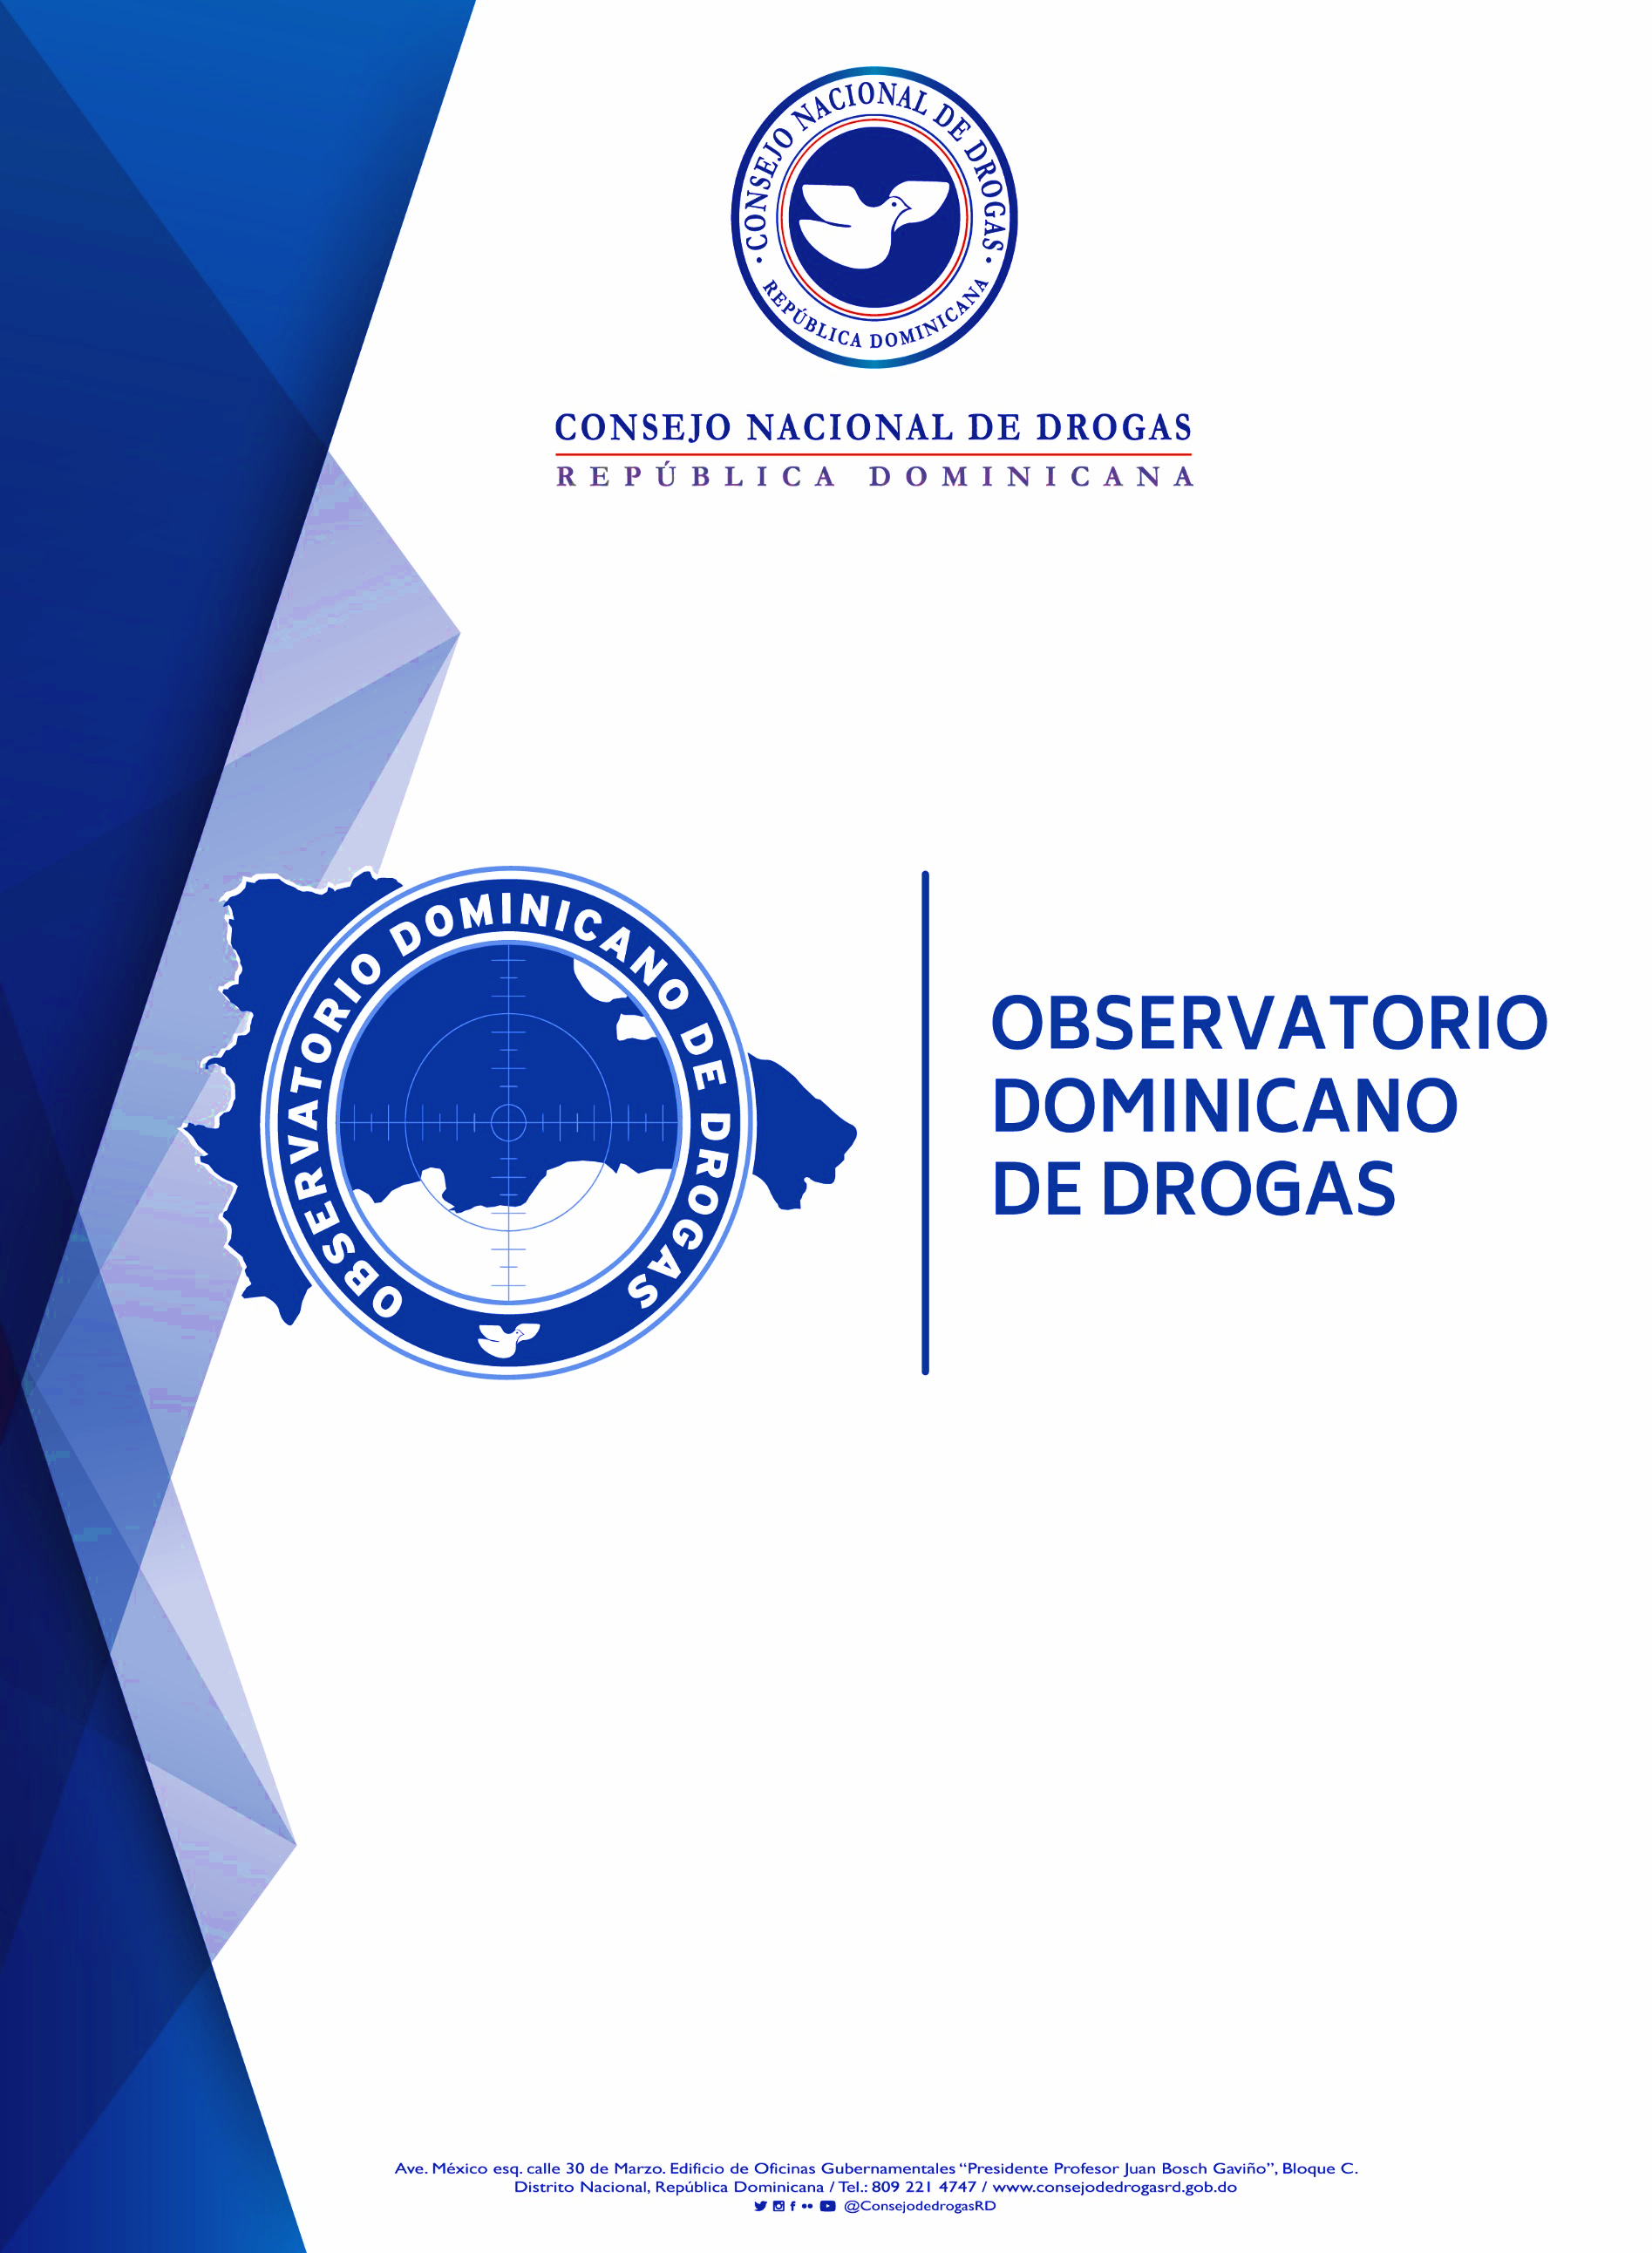 CONSEJO NACIONAL DE DROGAS
REPÚBLICA DOMINICANA
CONSEJO NACIONAL DE DROGAS
REPÚBLICA DOMINICANA
OBSERVATORIO DOMINICANO DE DROGAS
OBSERVATORIO
DOMINICANO
DE DROGAS
Ave. México esq. calle 30 de Marzo. Edificio de Oficinas Gubernamentales “Presidente Profesor Juan Bosch Gaviño”, Bloque C.
Distrito Nacional, República Dominicana / Tel.: 809 221 4747 / www.consejodedrogasrd.gob.do
@ConsejodedrogasRD